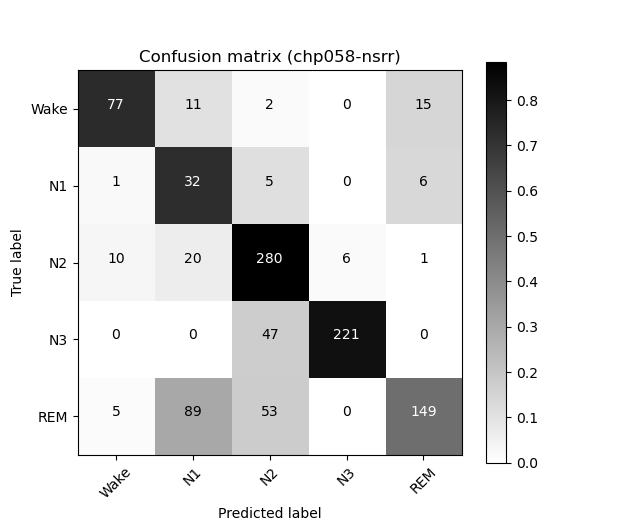 Confusion matrix (chp058-nsrr)
Wake 77 11 2 0 15
N1 1 32 5 0 6
N2 10 20 280 6 1
N3 0 0 47 221 0
REM 5 89 53 0 149
Wake N1 N2 N3 REM
Predicted label
True label
0.8
0.7
0.6
0.5
0.4
0.3
0.2
0.1
0.0